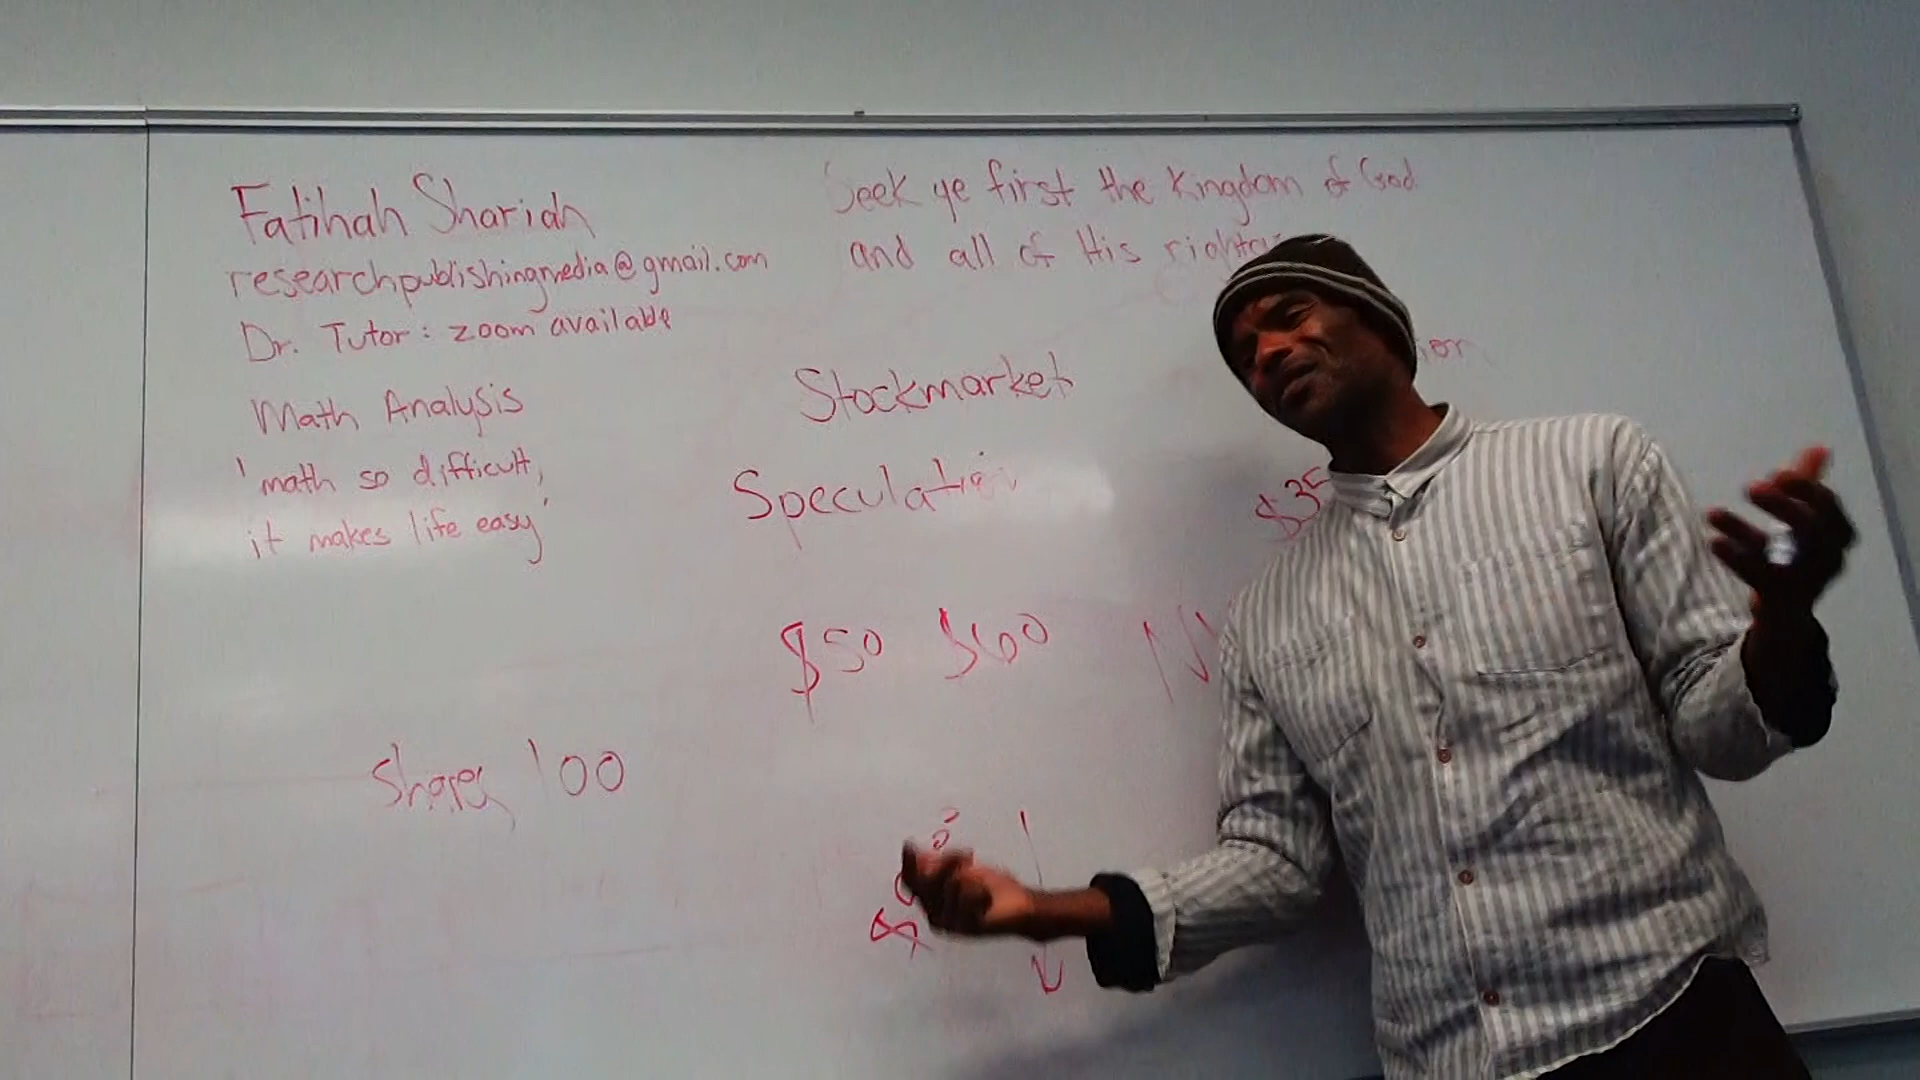 Fatihah Shariah
researchpublishingmedia@gmail.com
Dr. Tutor: zoom available
Math Analysis
'math so difficult,
it makes life easy'
Seek ye first the Kingdom of God
and all of His
Stockmarket
Speculation
$35
$50 $60
Shares 100